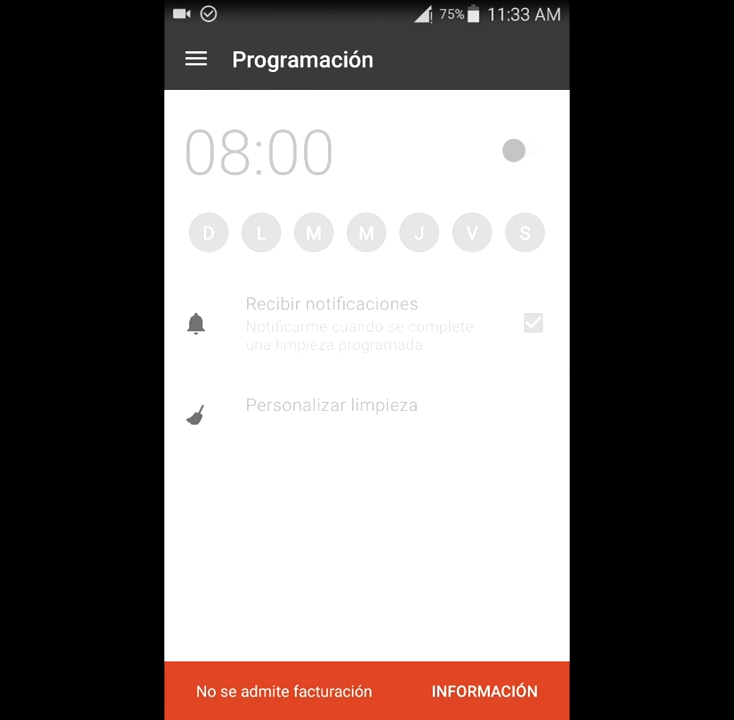 75% 11:33 AM
Programación
08:00
D L M M J V S
Recibir notificaciones
Notificarme cuando se complete
una limpieza programada
Personalizar limpieza
No se admite facturación INFORMACIÓN